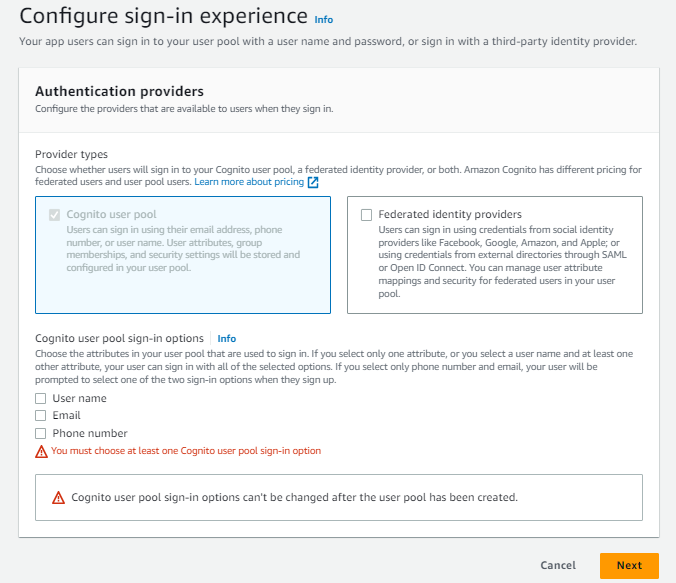 Configure sign-in experience Info
Your app users can sign in to your user pool with a user name and password, or sign in with a third-party identity provider.
Authentication providers
Configure the providers that are available to users when they sign in.
Provider types
Choose whether users will sign in to your Cognito user pool, a federated identity provider, or both. Amazon Cognito has different pricing for
federated users and user pool users. Learn more about pricing
Cognito user pool
Users can sign in using their email address, phone
number, or user name. User attributes, group
memberships, and security settings will be stored and
configured in your user pool.
Federated identity providers
Users can sign in using credentials from social identity
providers like Facebook, Google, Amazon, and Apple; or
using credentials from external directories through SAML
or Open ID Connect. You can manage user attribute
mappings and security for federated users in your user
pool.
Cognito user pool sign-in options Info
Choose the attributes in your user pool that are used to sign in. If you select only one attribute, or you select a user name and at least one
other attribute, your user can sign in with all of the selected options. If you select only phone number and email, your user will be
prompted to select one of the two sign-in options when they sign up.
User name
Email
Phone number
You must choose at least one Cognito user pool sign-in option
Cognito user pool sign-in options can't be changed after the user pool has been created.
Cancel Next